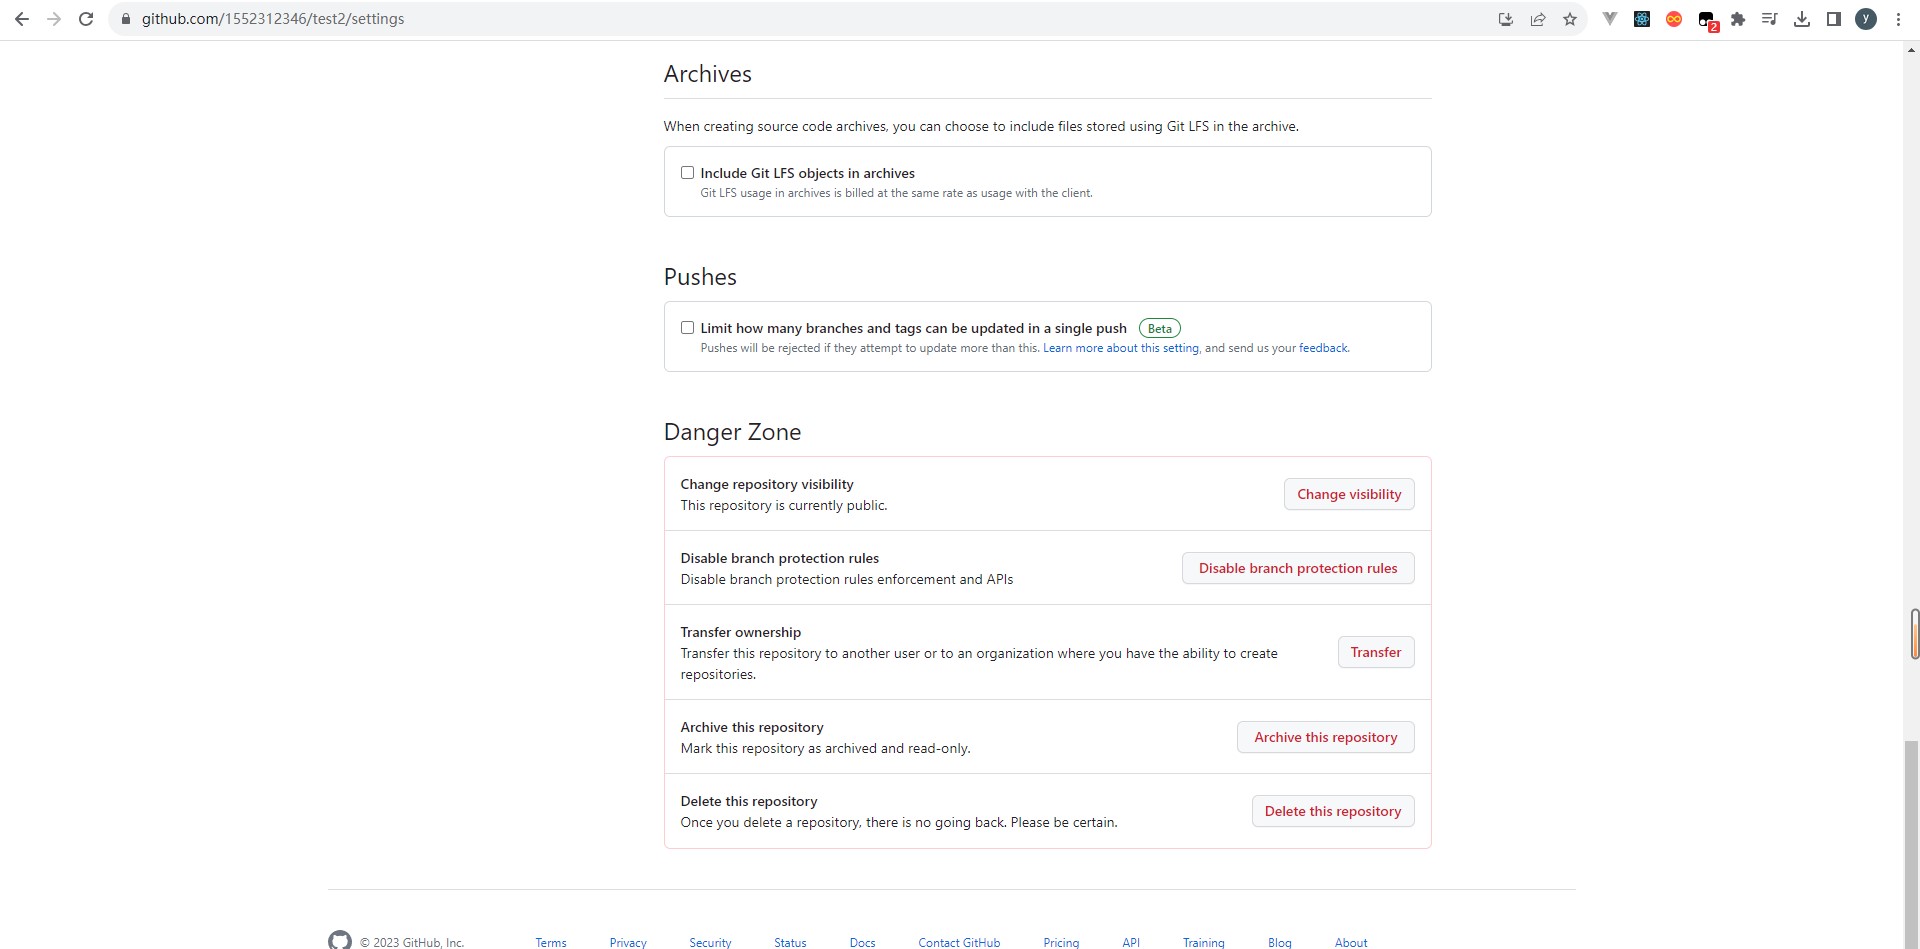 github.com/1552312346/test2/settings
2
y
Archives
When creating source code archives, you can choose to include files stored using Git LFS in the archive.
Include Git LFS objects in archives
Git LFS usage in archives is billed at the same rate as usage with the client.
Pushes
Limit how many branches and tags can be updated in a single push Beta
Pushes will be rejected if they attempt to update more than this. Learn more about this setting, and send us your feedback.
Danger Zone
Change repository visibility
This repository is currently public.
Change visibility
Disable branch protection rules
Disable branch protection rules enforcement and APIs
Disable branch protection rules
Transfer ownership
Transfer this repository to another user or to an organization where you have the ability to create
repositories.
Transfer
Archive this repository
Mark this repository as archived and read-only.
Archive this repository
Delete this repository
Once you delete a repository, there is no going back. Please be certain.
Delete this repository
© 2023 GitHub, Inc. Terms Privacy Security Status Docs Contact GitHub Pricing API Training Blog About